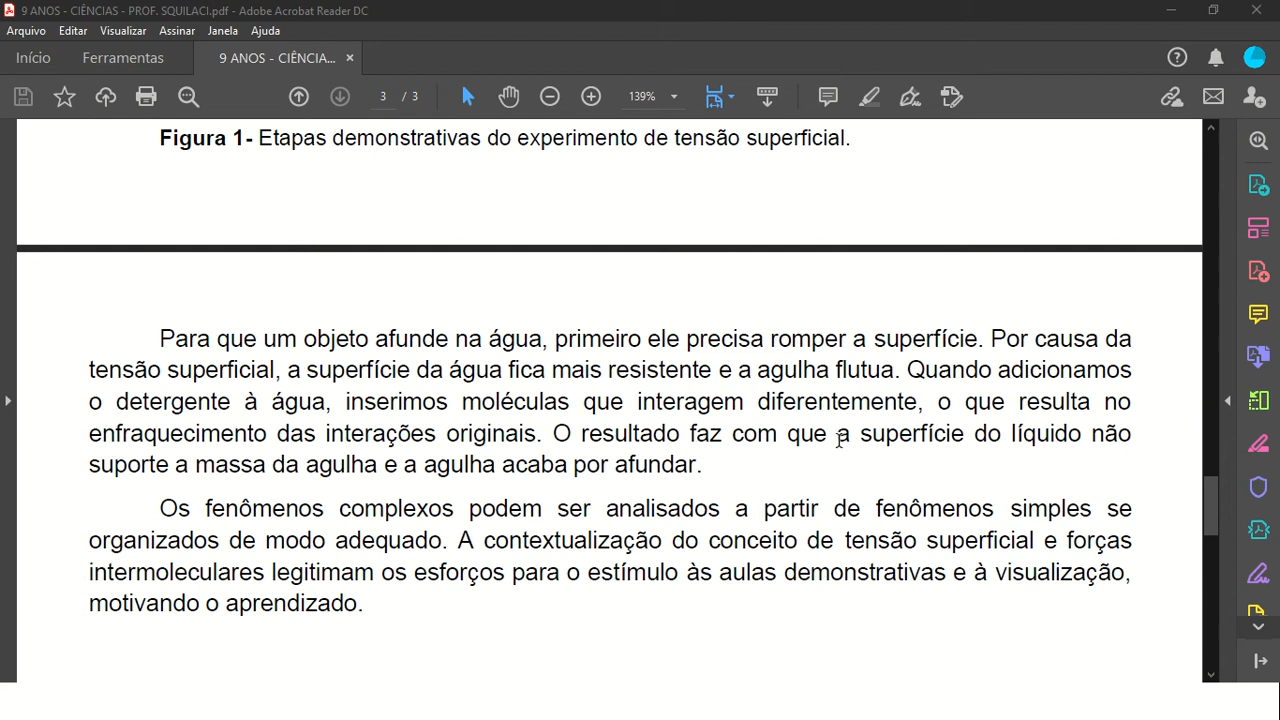 9 ANOS - CIÊNCIAS - PROF. SQUILACI.pdf - Adobe Acrobat Reader DC
Arquivo Editar Visualizar Assinar Janela Ajuda
Início Ferramentas 9 ANOS - CIÊNCIA... ×
3 / 3 139%
Figura 1- Etapas demonstrativas do experimento de tensão superficial.
Para que um objeto afunde na água, primeiro ele precisa romper a superfície. Por causa da
tensão superficial, a superfície da água fica mais resistente e a agulha flutua. Quando adicionamos
o detergente à água, inserimos moléculas que interagem diferentemente, o que resulta no
enfraquecimento das interações originais. O resultado faz com que a superfície do líquido não
suporte a massa da agulha e a agulha acaba por afundar.
Os fenômenos complexos podem ser analisados a partir de fenômenos simples se
organizados de modo adequado. A contextualização do conceito de tensão superficial e forças
intermoleculares legitimam os esforços para o estímulo às aulas demonstrativas e à visualização,
motivando o aprendizado.